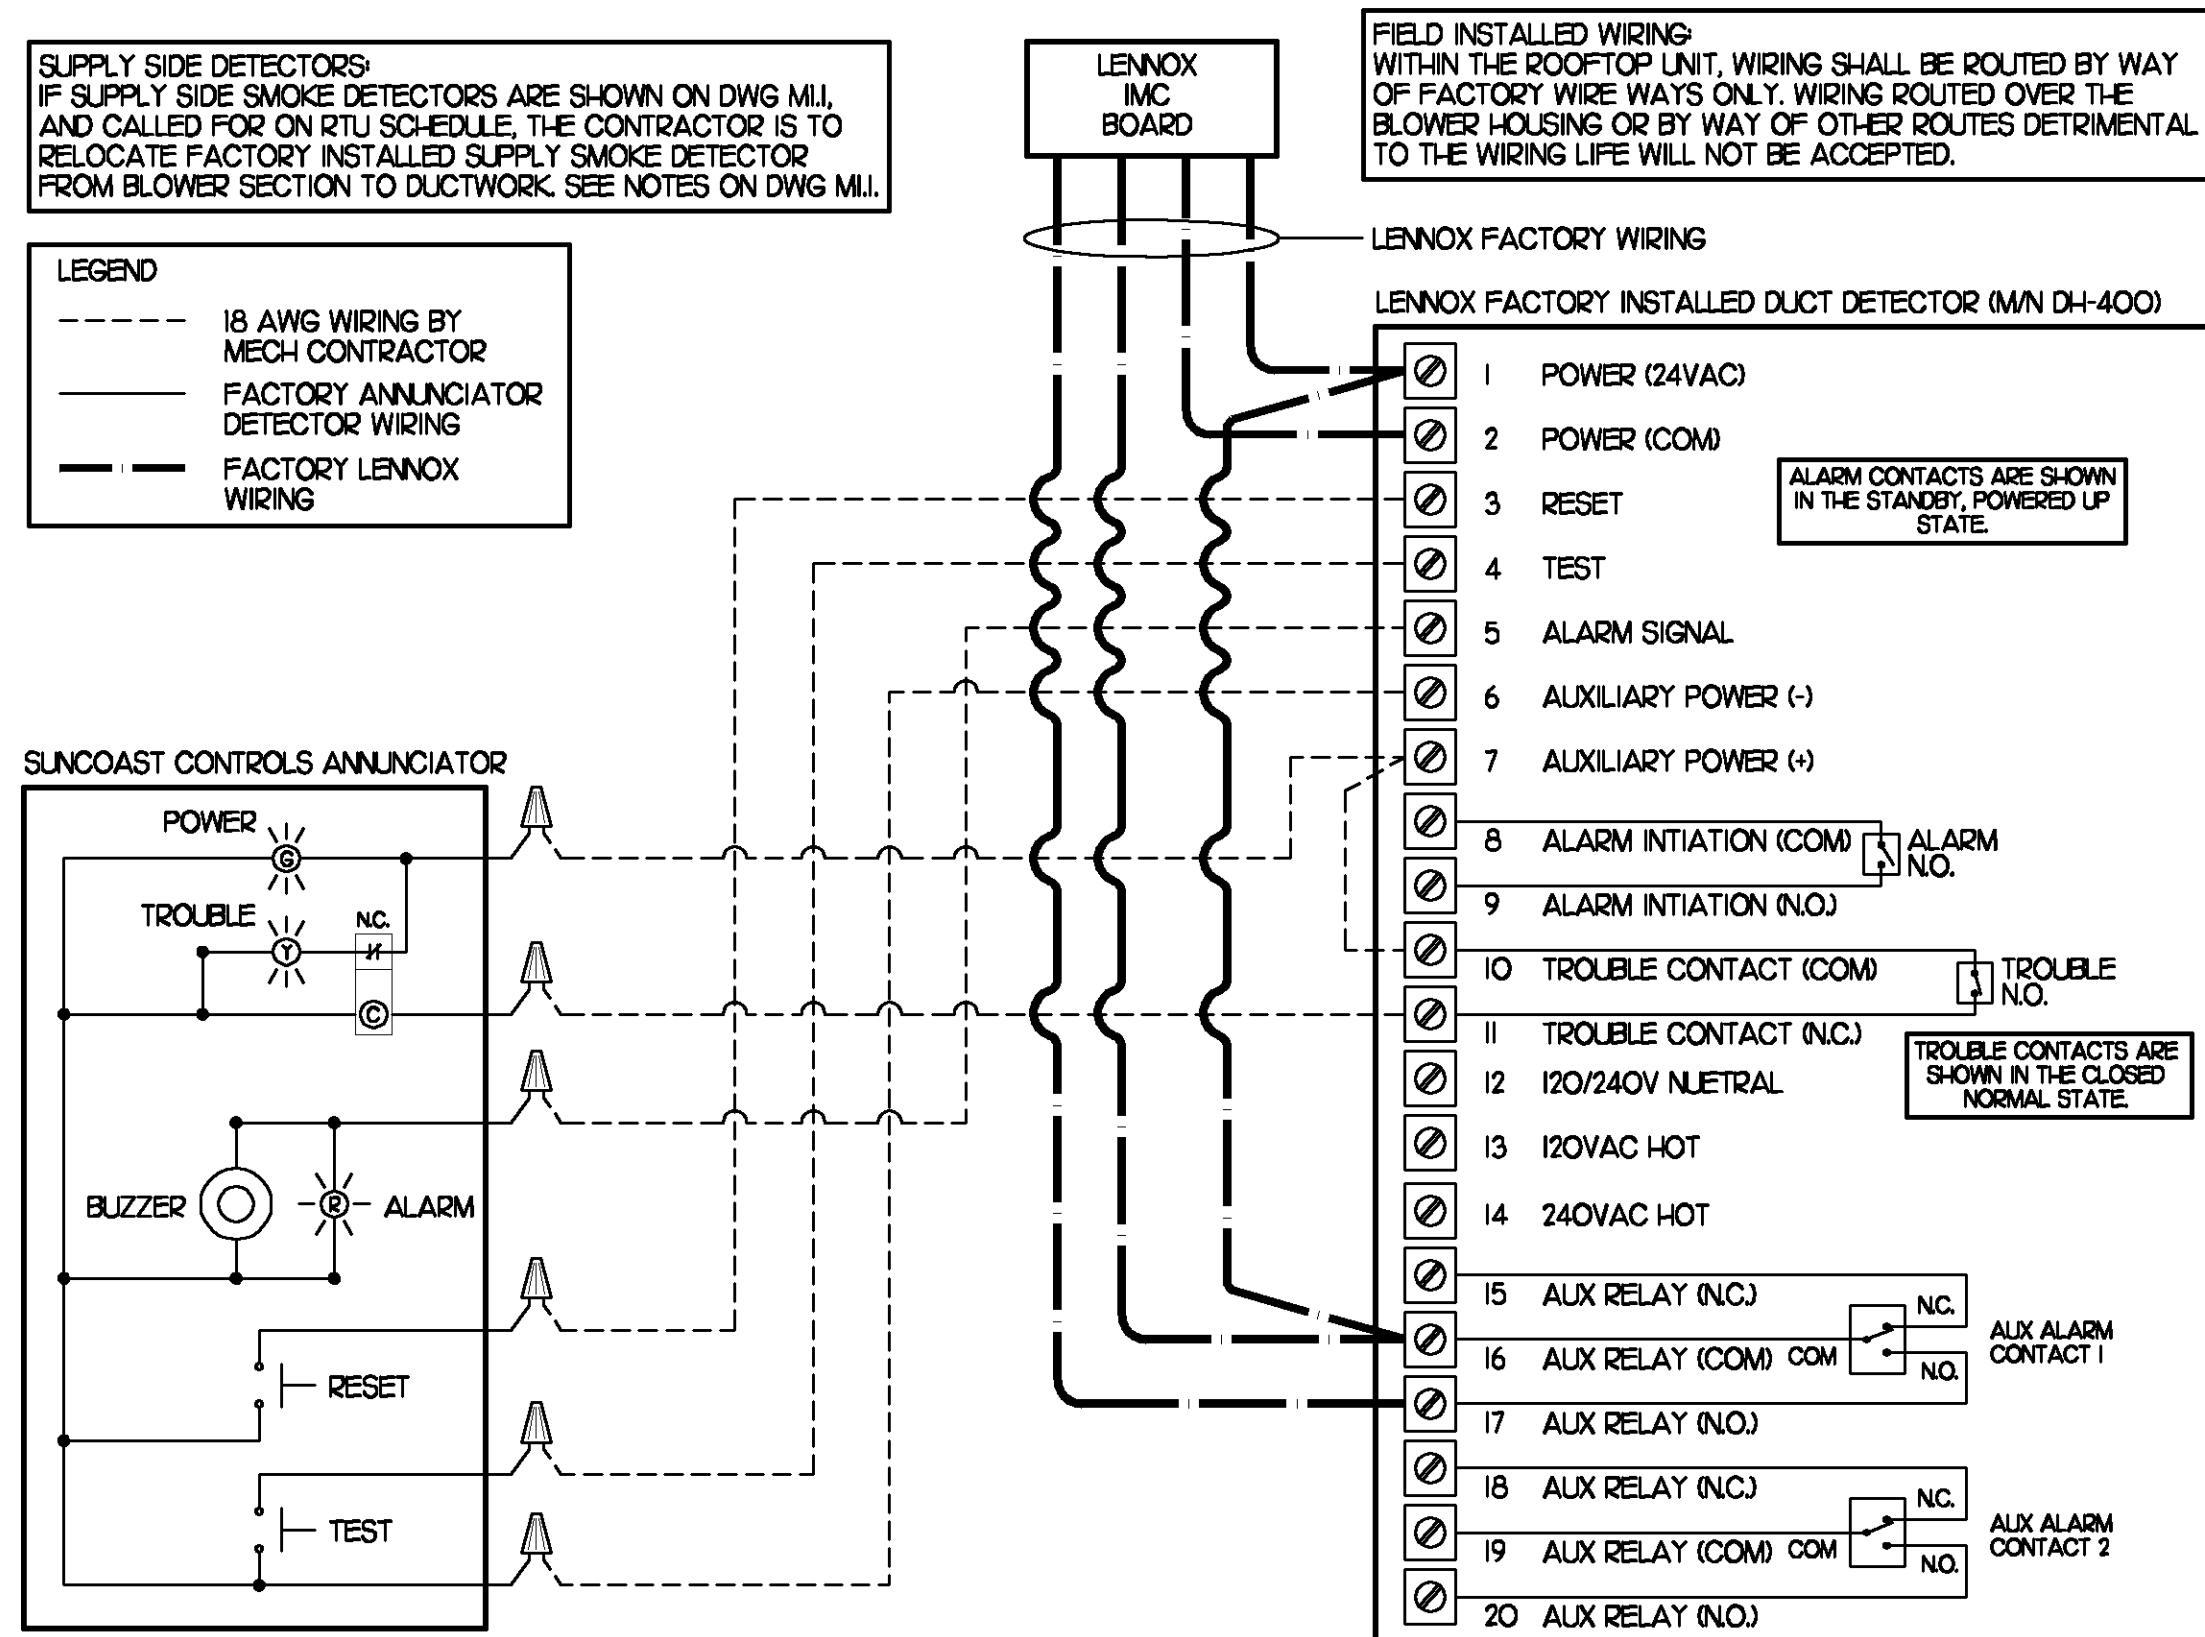 SUPPLY SIDE DETECTORS:
IF SUPPLY SIDE SMOKE DETECTORS ARE SHOWN ON DWG M1.1,
AND CALLED FOR ON RTU SCHEDULE, THE CONTRACTOR IS TO
RELOCATE FACTORY INSTALLED SUPPLY SMOKE DETECTOR
FROM BLOWER SECTION TO DUCTWORK. SEE NOTES ON DWG M1.1.
LENNOX
IMC
BOARD
FIELD INSTALLED WIRING:
WITHIN THE ROOFTOP UNIT, WIRING SHALL BE ROUTED BY WAY
OF FACTORY WIRE WAYS ONLY. WIRING ROUTED OVER THE
BLOWER HOUSING OR BY WAY OF OTHER ROUTES DETRIMENTAL
TO THE WIRING LIFE WILL NOT BE ACCEPTED.
LENNOX FACTORY WIRING
LEGEND
18 AWG WIRING BY
MECH CONTRACTOR
FACTORY ANNUNCIATOR
DETECTOR WIRING
FACTORY LENNOX
WIRING
LENNOX FACTORY INSTALLED DUCT DETECTOR (M/N DH-400)
1 POWER (24VAC)
2 POWER (COM)
ALARM CONTACTS ARE SHOWN
IN THE STANDBY, POWERED UP
STATE.
3 RESET
4 TEST
5 ALARM SIGNAL
6 AUXILIARY POWER (-)
7 AUXILIARY POWER (+)
8 ALARM INTIATION (COM)
ALARM
N.O.
9 ALARM INTIATION (N.O.)
10 TROUBLE CONTACT (COM)
TROUBLE
N.O.
11 TROUBLE CONTACT (N.C.)
TROUBLE CONTACTS ARE
SHOWN IN THE CLOSED
NORMAL STATE.
12 120/240V NUETRAL
13 120VAC HOT
14 240VAC HOT
15 AUX RELAY (N.C.)
N.C.
16 AUX RELAY (COM) COM
AUX ALARM
CONTACT 1
N.O.
17 AUX RELAY (N.O.)
18 AUX RELAY (N.C.)
N.C.
19 AUX RELAY (COM) COM
AUX ALARM
CONTACT 2
N.O.
20 AUX RELAY (N.O.)
SUNCOAST CONTROLS ANNUNCIATOR
POWER
G
TROUBLE
N.C.
Y
C
BUZZER
R
ALARM
RESET
TEST